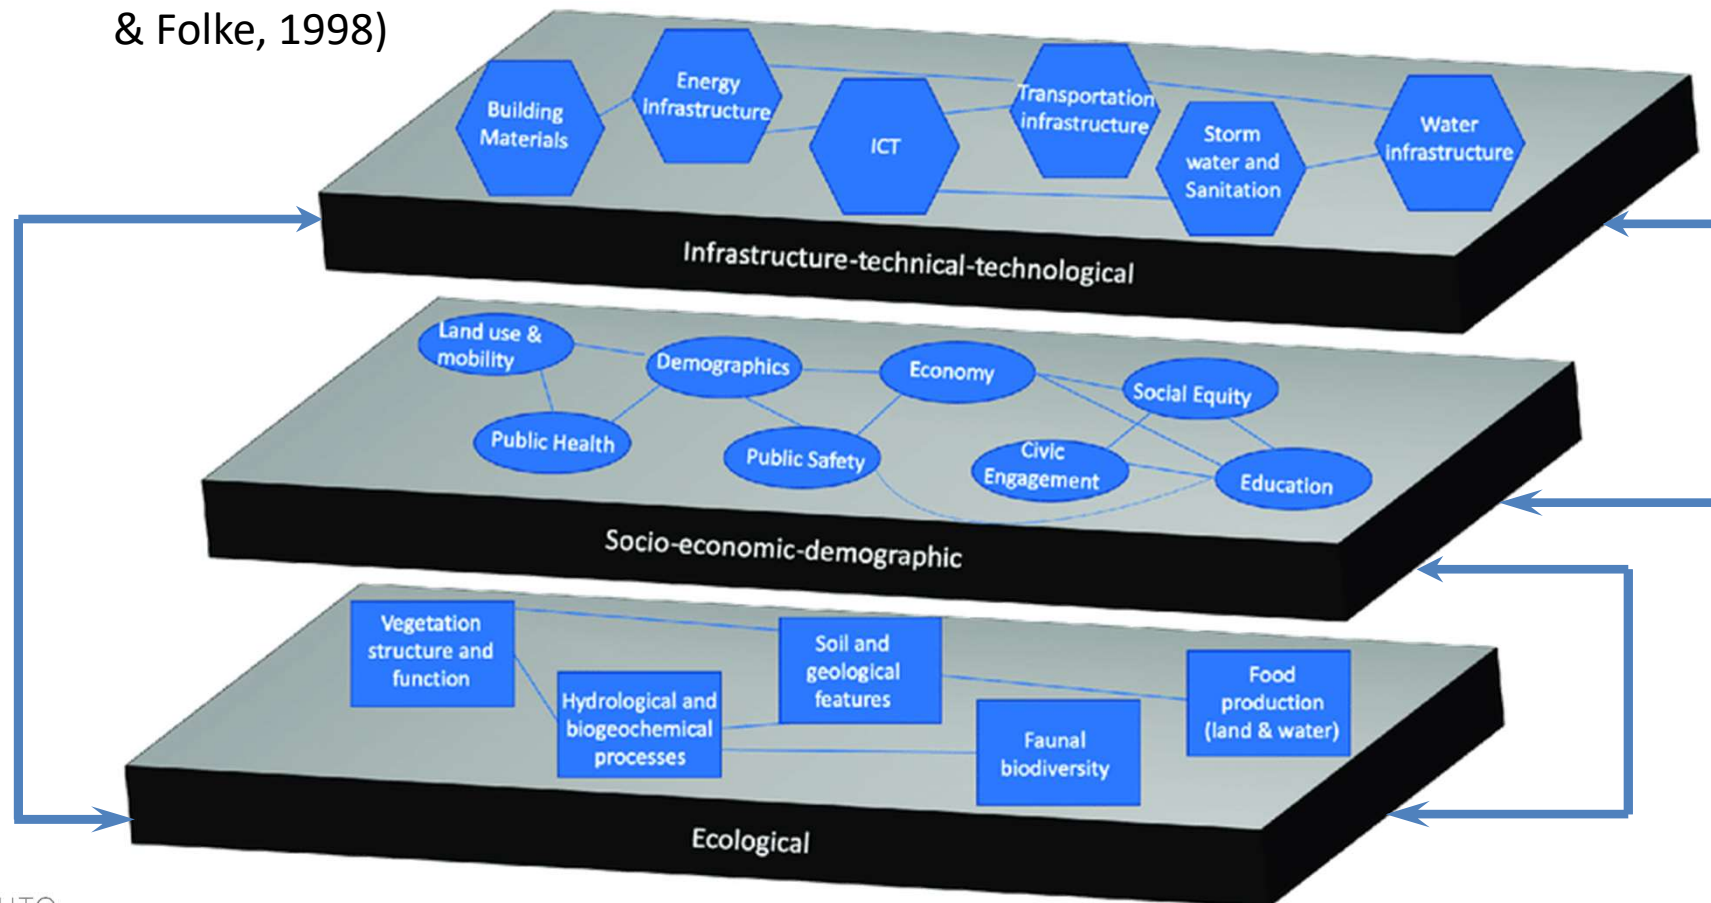 & Folke, 1998)
Building
Materials
Energy
infrastructure
ICT
Transportation
infrastructure
Storm
water and
Sanitation
Water
infrastructure
Infrastructure-technical-technological
Land use &
mobility
Demographics
Economy
Social Equity
Public Health
Public Safety
Civic
Engagement
Education
Socio-economic-demographic
Vegetation
structure and
function
Hydrological and
biogeochemical
processes
Soil and
geological
features
Faunal
biodiversity
Food
production
(land & water)
Ecological